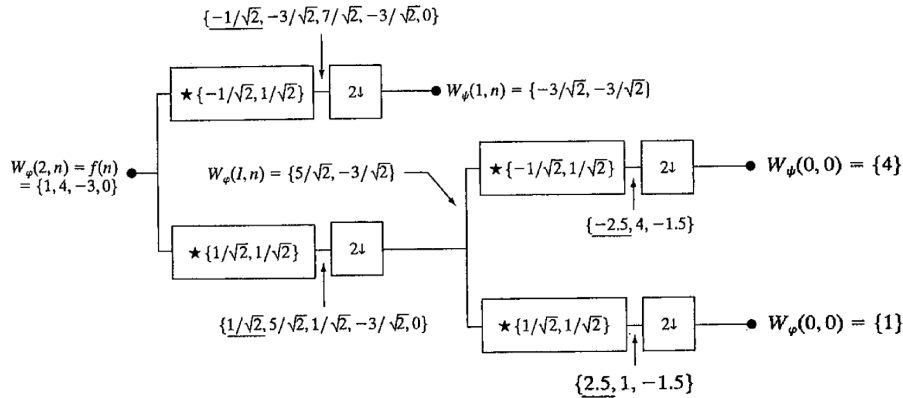 {-1/√2, -3/√2, 7/√2, -3/√2, 0}
★{-1/√2, 1/√2}
2↓
W_ψ(1, n) = {-3/√2, -3/√2}
W_φ(2, n) = f(n)
= {1, 4, -3, 0}
W_φ(1, n) = {5/√2, -3/√2}
★{-1/√2, 1/√2}
2↓
W_ψ(0, 0) = {4}
{-2.5, 4, -1.5}
★{1/√2, 1/√2}
2↓
{1/√2, 5/√2, 1/√2, -3/√2, 0}
★{1/√2, 1/√2}
2↓
W_φ(0, 0) = {1}
{2.5, 1, -1.5}